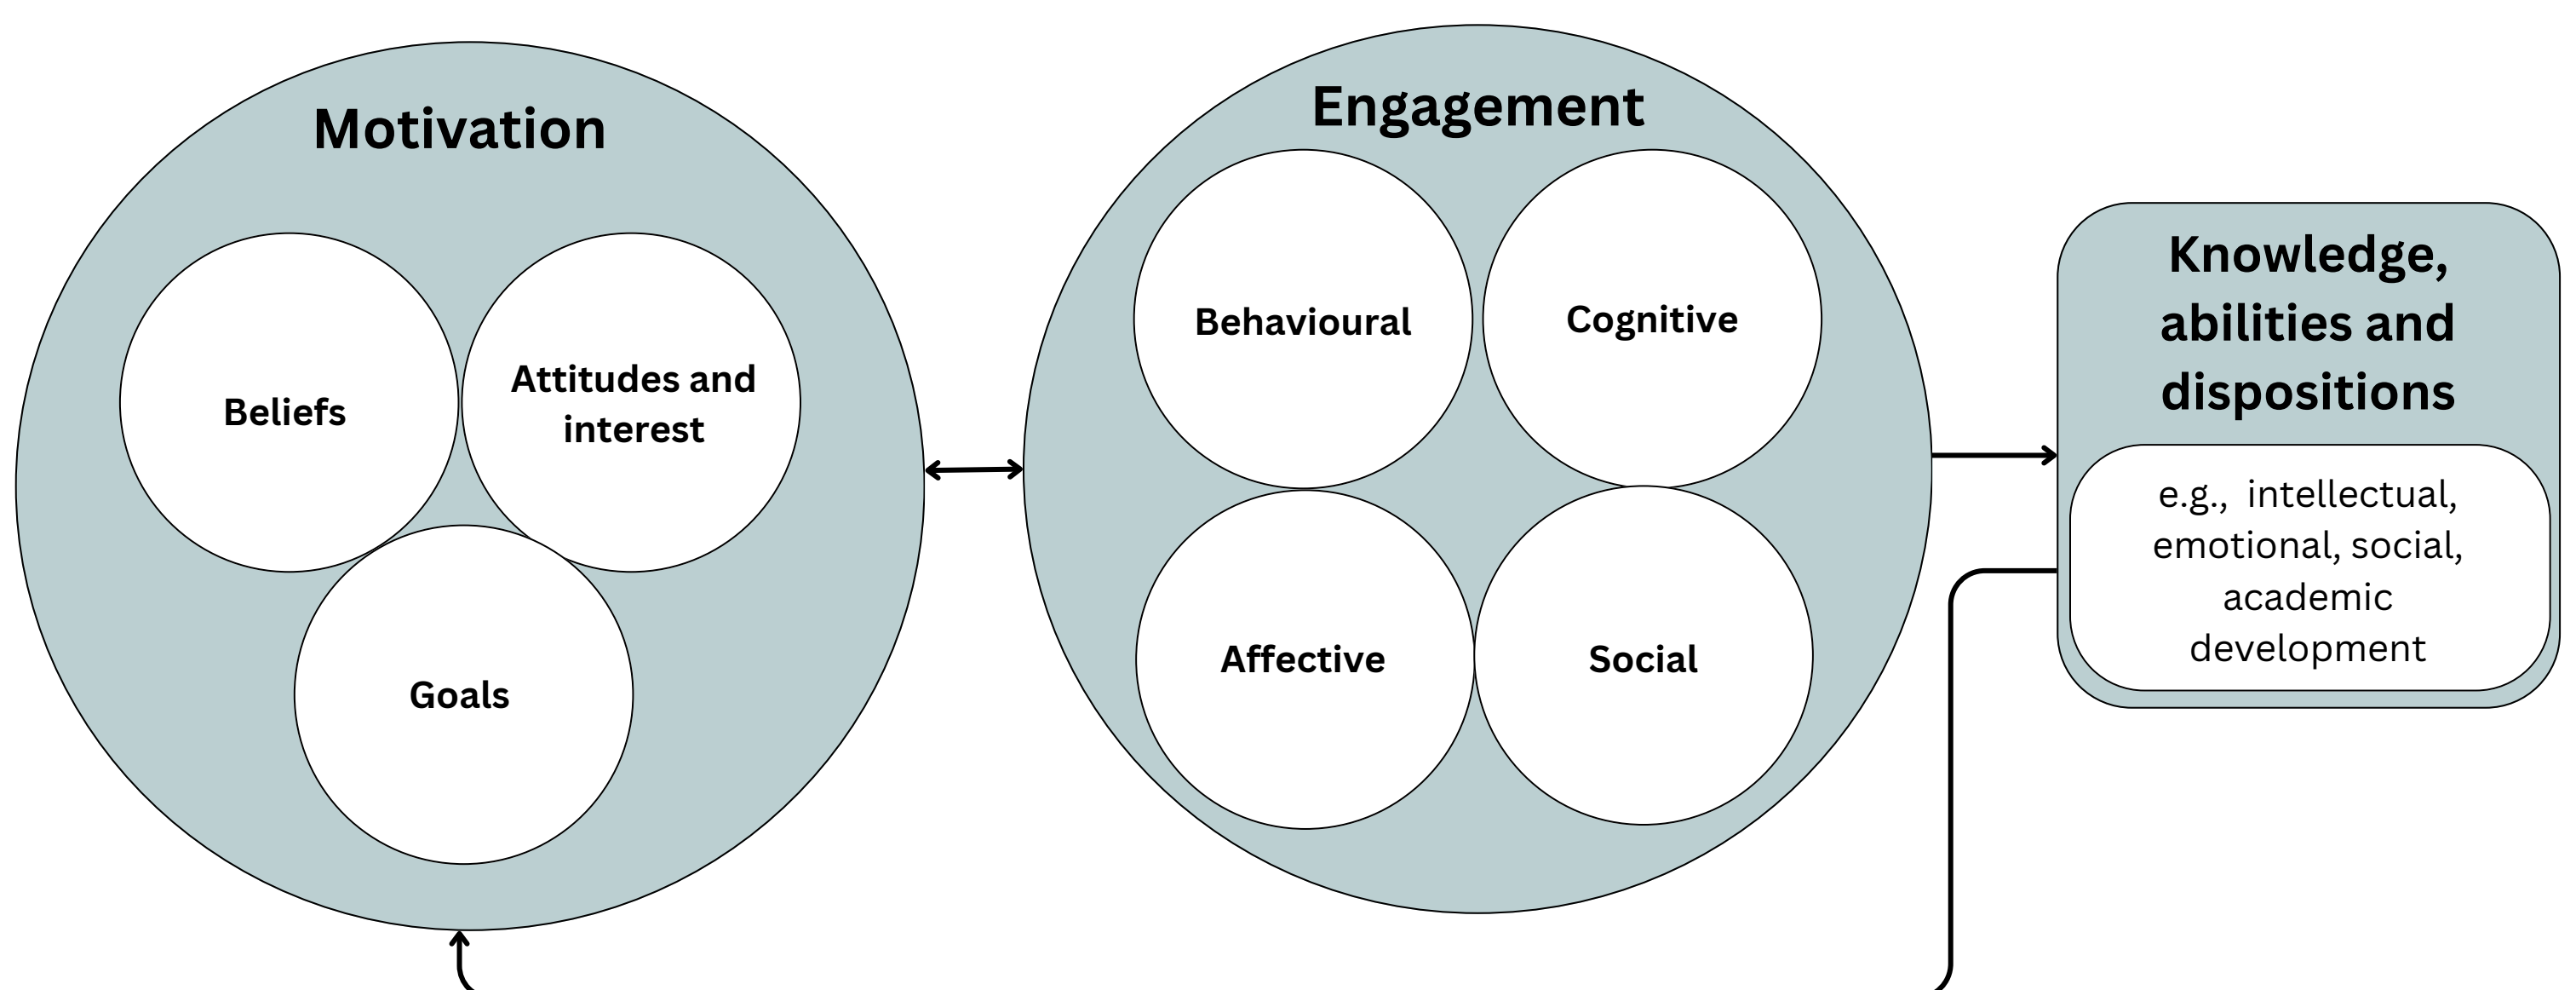 Motivation
Beliefs
Attitudes and
interest
Goals
Engagement
Behavioural
Cognitive
Affective
Social
Knowledge,
abilities and
dispositions
e.g.,  intellectual,
emotional, social,
academic
development